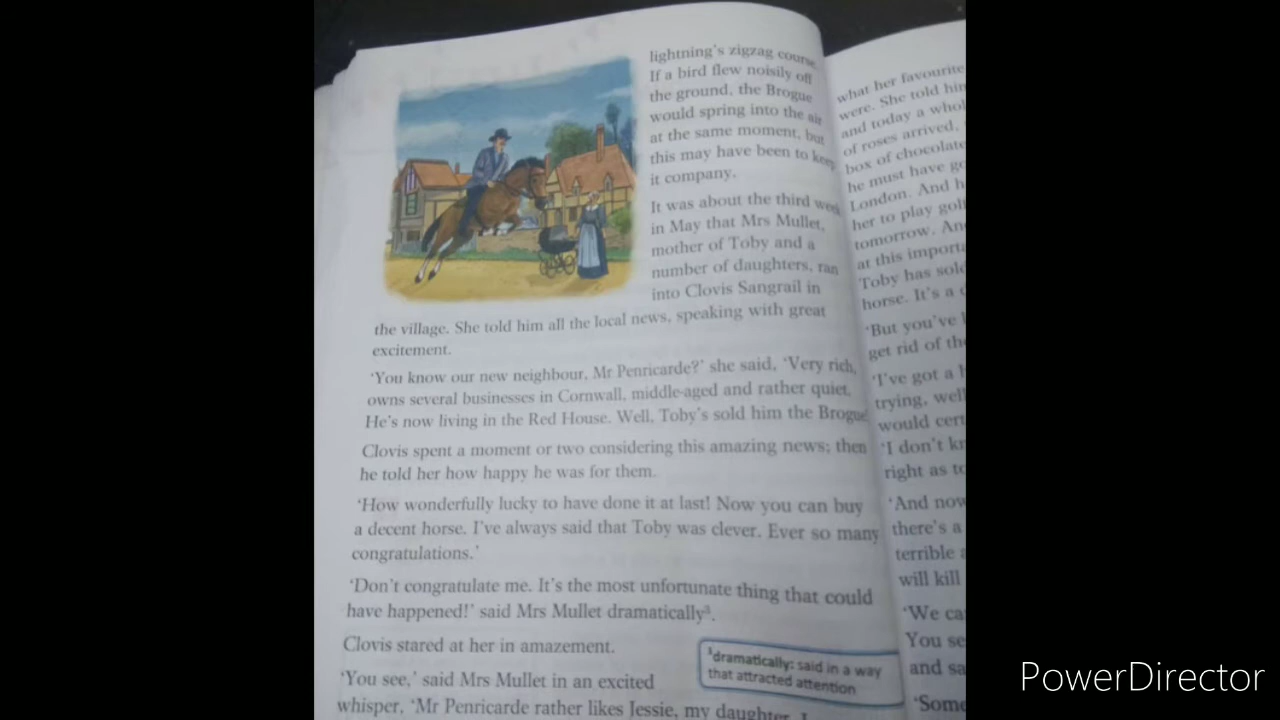 lightning's zigzag course.
If a bird flew noisily off
the ground, the Brogue
would spring into the air
at the same moment, but
this may have been to keep
it company.
It was about the third week
in May that Mrs Mullet,
mother of Toby and a
number of daughters, ran
into Clovis Sangrail in
the village. She told him all the local news, speaking with great
excitement.
'You know our new neighbour, Mr Penricarde?' she said, 'Very rich,
owns several businesses in Cornwall, middle-aged and rather quiet.
He's now living in the Red House. Well, Toby's sold him the Brogue
Clovis spent a moment or two considering this amazing news; then
he told her how happy he was for them.
'How wonderfully lucky to have done it at last! Now you can buy
a decent horse. I've always said that Toby was clever. Ever so many
congratulations.'
'Don't congratulate me. It's the most unfortunate thing that could
have happened!' said Mrs Mullet dramatically³.
Clovis stared at her in amazement.
³dramatically: said in a way
that attracted attention
'You see,' said Mrs Mullet in an excited
whisper, 'Mr Penricarde rather likes Jessie, my daughter. I
what her favourite
were. She told him
and today a whol
of roses arrived,
box of chocolate
he must have go
London. And h
her to play golf
tomorrow. And
at this importa
Toby has sold
horse. It's a
'But you've
get rid of the
'I've got a h
trying, well
would cert
'I don't kn
right as to
'And now
there's a
terrible a
will kill
'We ca
You se
and sa
'Some
PowerDirector